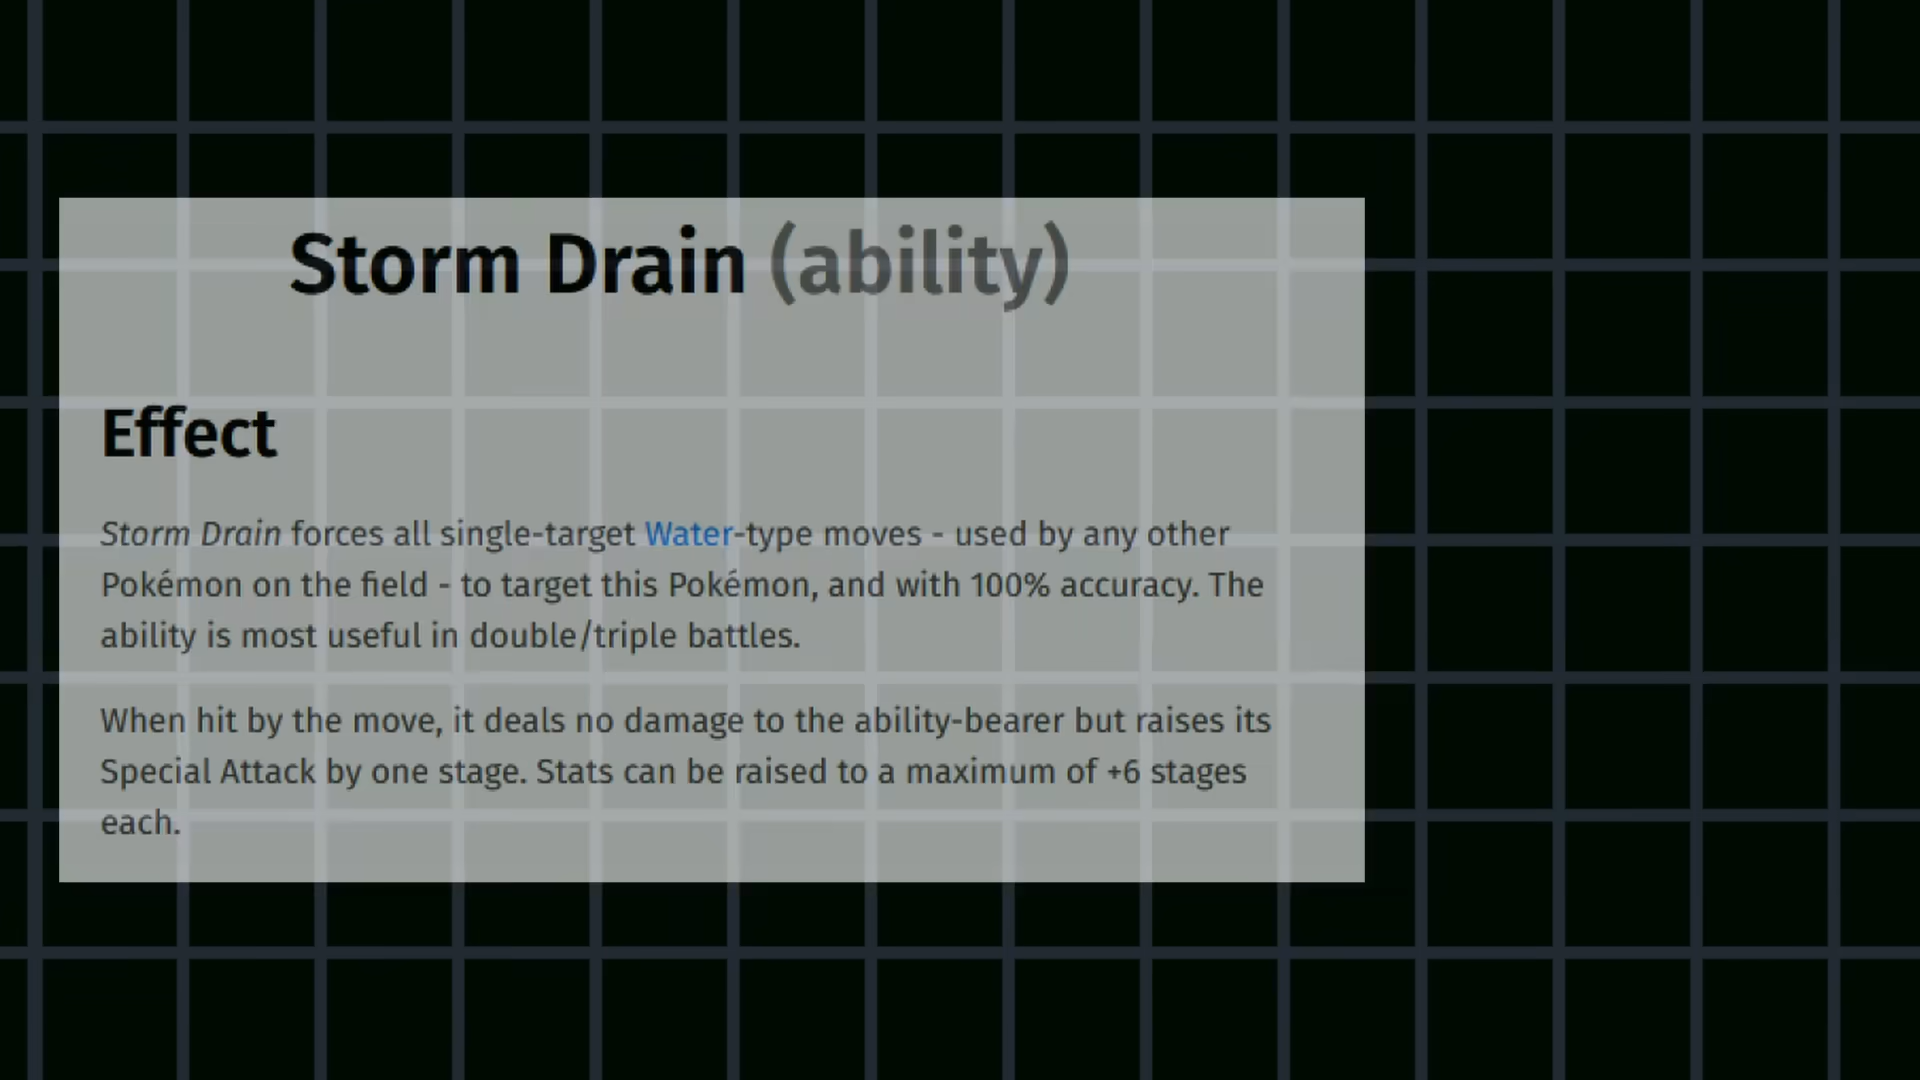 Storm Drain (ability)
Effect
Storm Drain forces all single-target Water-type moves - used by any other
Pokémon on the field - to target this Pokémon, and with 100% accuracy. The
ability is most useful in double/triple battles.
When hit by the move, it deals no damage to the ability-bearer but raises its
Special Attack by one stage. Stats can be raised to a maximum of +6 stages
each.